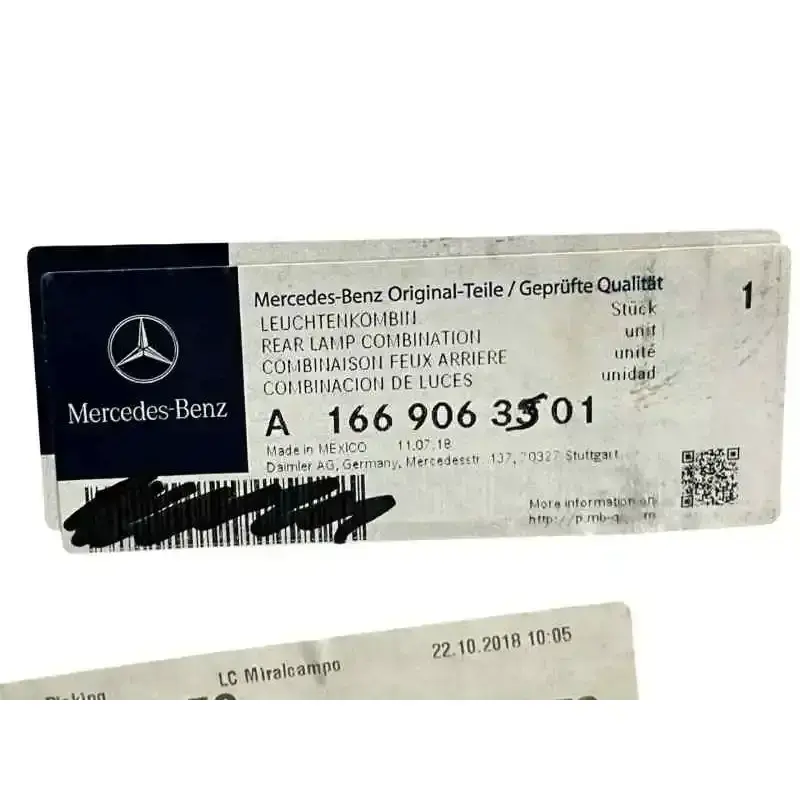 Mercedes-Benz
Mercedes-Benz Original-Teile / Geprüfte Qualität
1
LEUCHTENKOMBIN Stück
REAR LAMP COMBINATION unit
COMBINAISON FEUX ARRIERE unité
COMBINACION DE LUCES unidad
A 166 906 01
Made in MEXICO 11.07.18
Daimler AG, Germany, Mercedesstr. 137, 70327 Stuttgart
More information on
LC Miralcampo
22.10.2018 10:05